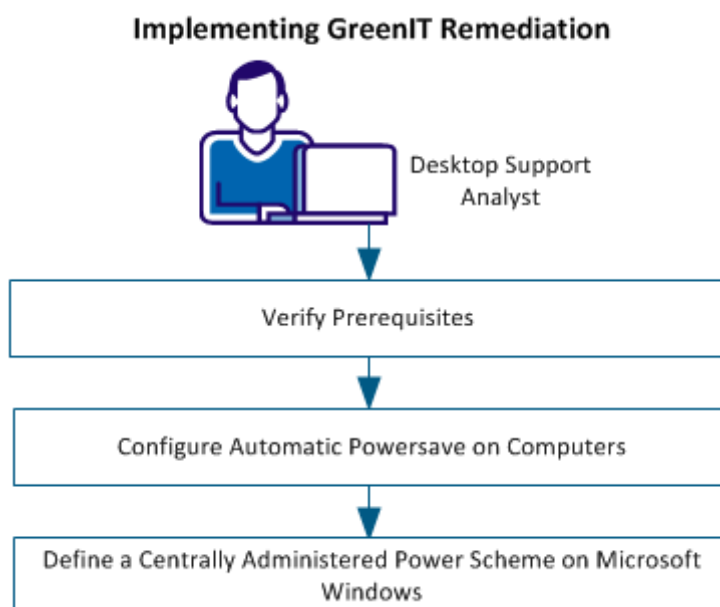 Implementing GreenIT Remediation
Desktop Support
Analyst
Verify Prerequisites
Configure Automatic Powersave on Computers
Define a Centrally Administered Power Scheme on Microsoft
Windows